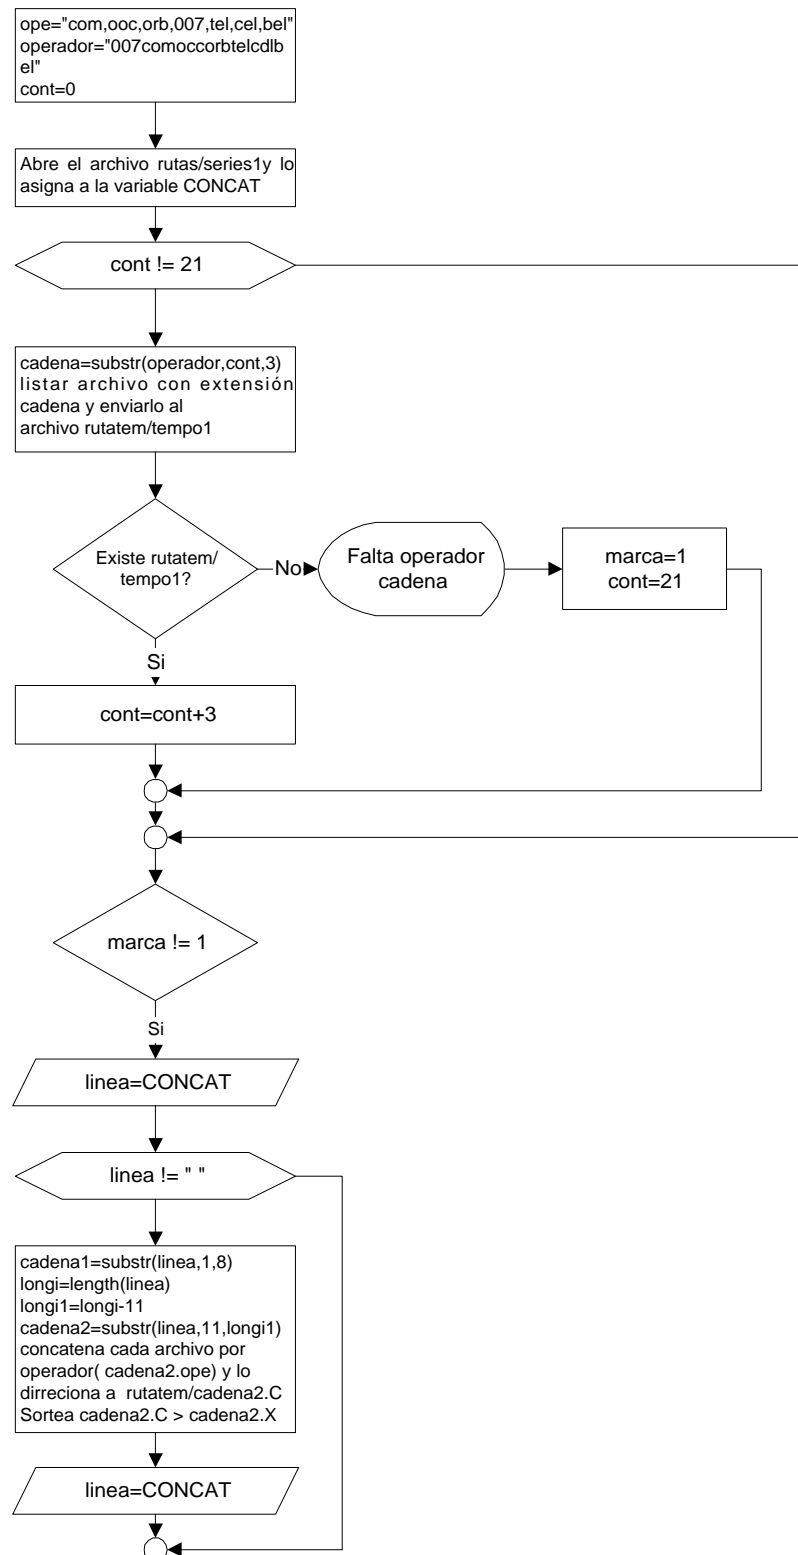 ope="com,ooc,orb,007,tel,cel,bel"
operador="007comoccorbtelcdlb
el"
cont=0
Abre el archivo rutas/series1y lo
asigna a la variable CONCAT
cont != 21
cadena=substr(operador,cont,3)
listar archivo con extensión
cadena y enviarlo al
archivo rutatem/tempo1
Existe rutatem/
tempo1?
No
Falta operador
cadena
marca=1
cont=21
Si
cont=cont+3
marca != 1
Si
linea=CONCAT
linea != " "
cadena1=substr(linea,1,8)
longi=length(linea)
longi1=longi-11
cadena2=substr(linea,11,longi1)
concatena cada archivo por
operador( cadena2.ope) y lo
dirreciona a rutatem/cadena2.C
Sortea cadena2.C > cadena2.X
linea=CONCAT